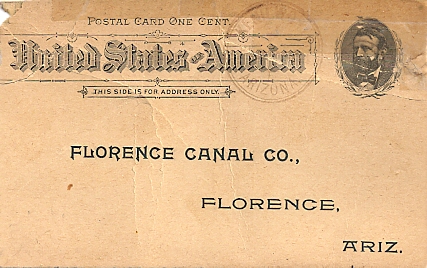 POSTAL CARD ONE CENT.
United States of America
THIS SIDE IS FOR ADDRESS ONLY.
FLORENCE CANAL CO.,
FLORENCE,
ARIZ.